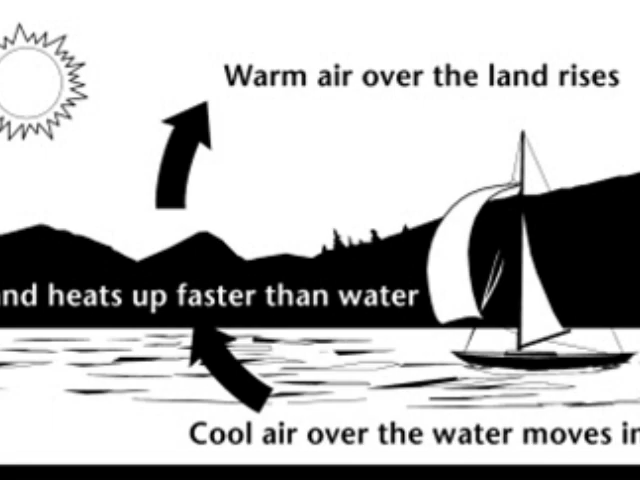 Warm air over the land rises
nd heats up faster than water
Cool air over the water moves in